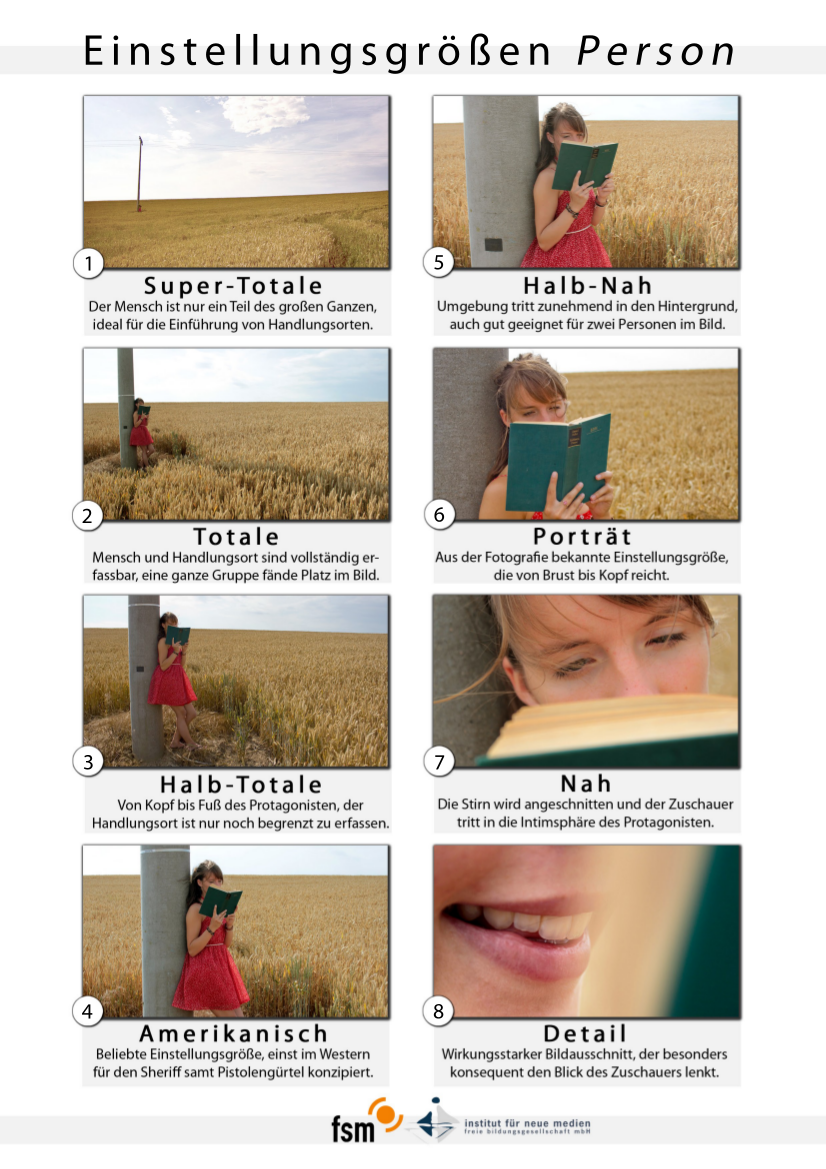 Einstellungsgrößen Person
1
Super-Totale
Der Mensch ist nur ein Teil des großen Ganzen,
ideal für die Einführung von Handlungsorten.
2
Totale
Mensch und Handlungsort sind vollständig er-
fassbar, eine ganze Gruppe fände Platz im Bild.
3
Halb-Totale
Von Kopf bis Fuß des Protagonisten, der
Handlungsort ist nur noch begrenzt zu erfassen.
4
Amerikanisch
Beliebte Einstellungsgröße, einst im Western
für den Sheriff samt Pistolengürtel konzipiert.
5
Halb-Nah
Umgebung tritt zunehmend in den Hintergrund,
auch gut geeignet für zwei Personen im Bild.
6
Porträt
Aus der Fotografie bekannte Einstellungsgröße,
die von Brust bis Kopf reicht.
7
Nah
Die Stirn wird angeschnitten und der Zuschauer
tritt in die Intimsphäre des Protagonisten.
8
Detail
Wirkungsstarker Bildausschnitt, der besonders
konsequent den Blick des Zuschauers lenkt.
fsm
institut für neue medien
freie bildungsgesellschaft mbH